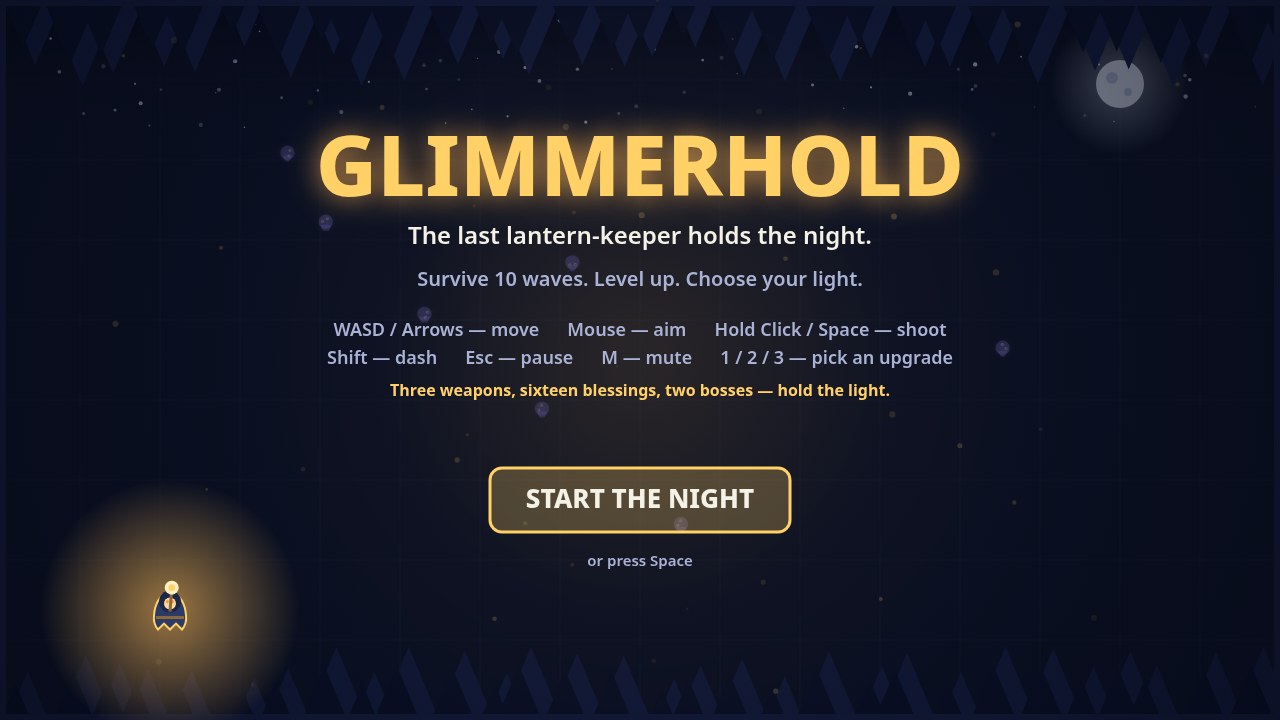 GLIMMERHOLD
The last lantern-keeper holds the night.
Survive 10 waves. Level up. Choose your light.
WASD / Arrows — move Mouse — aim Hold Click / Space — shoot
Shift — dash Esc — pause M — mute 1 / 2 / 3 — pick an upgrade
Three weapons, sixteen blessings, two bosses — hold the light.
START THE NIGHT
or press Space